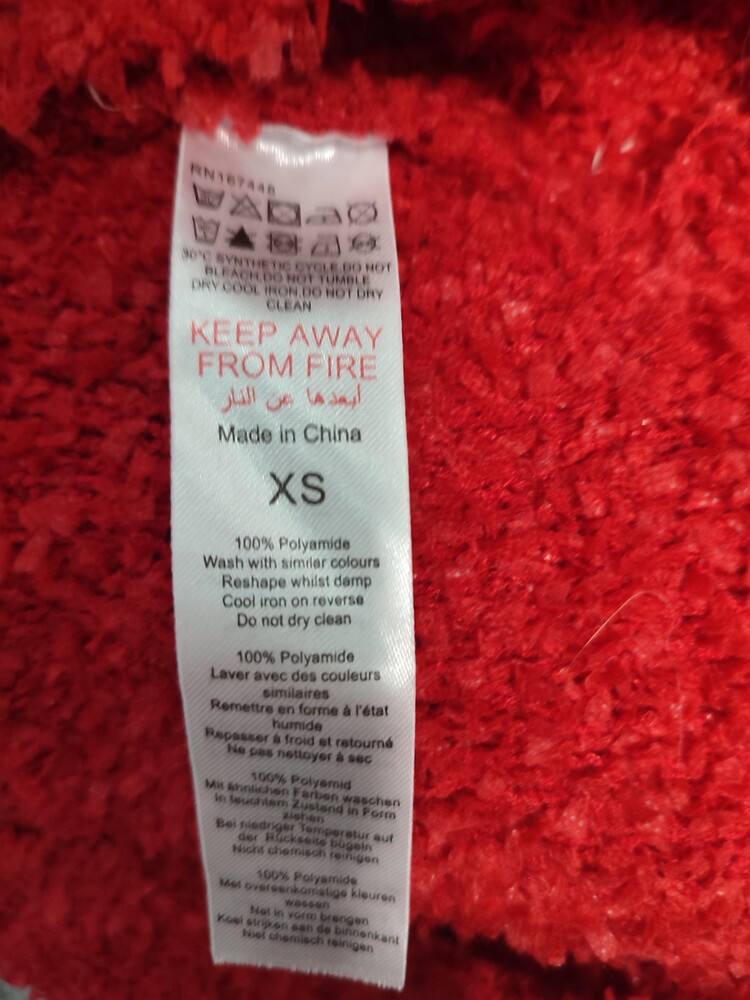 RN167448
30°C SYNTHETIC CYCLE.DO NOT
BLEACH.DO NOT TUMBLE
DRY.COOL IRON.DO NOT DRY
CLEAN
KEEP AWAY
FROM FIRE
أبعدها عن النار
Made in China
XS
100% Polyamide
Wash with similar colours
Reshape whilst damp
Cool iron on reverse
Do not dry clean
100% Polyamide
Laver avec des couleurs
similaires
Remettre en forme à l'état
humide
Repasser à froid et retourné
Ne pas nettoyer à sec
100% Polyamid
Mit ähnlichen Farben waschen
In feuchtem Zustand in Form
ziehen
Bei niedriger Temperatur auf
der Rückseite bügeln
Nicht chemisch reinigen
100% Polyamide
Met overeenkomstige kleuren
wassen
Nat in vorm brengen
Koel strijken aan de binnenkant
Niet chemisch reinigen